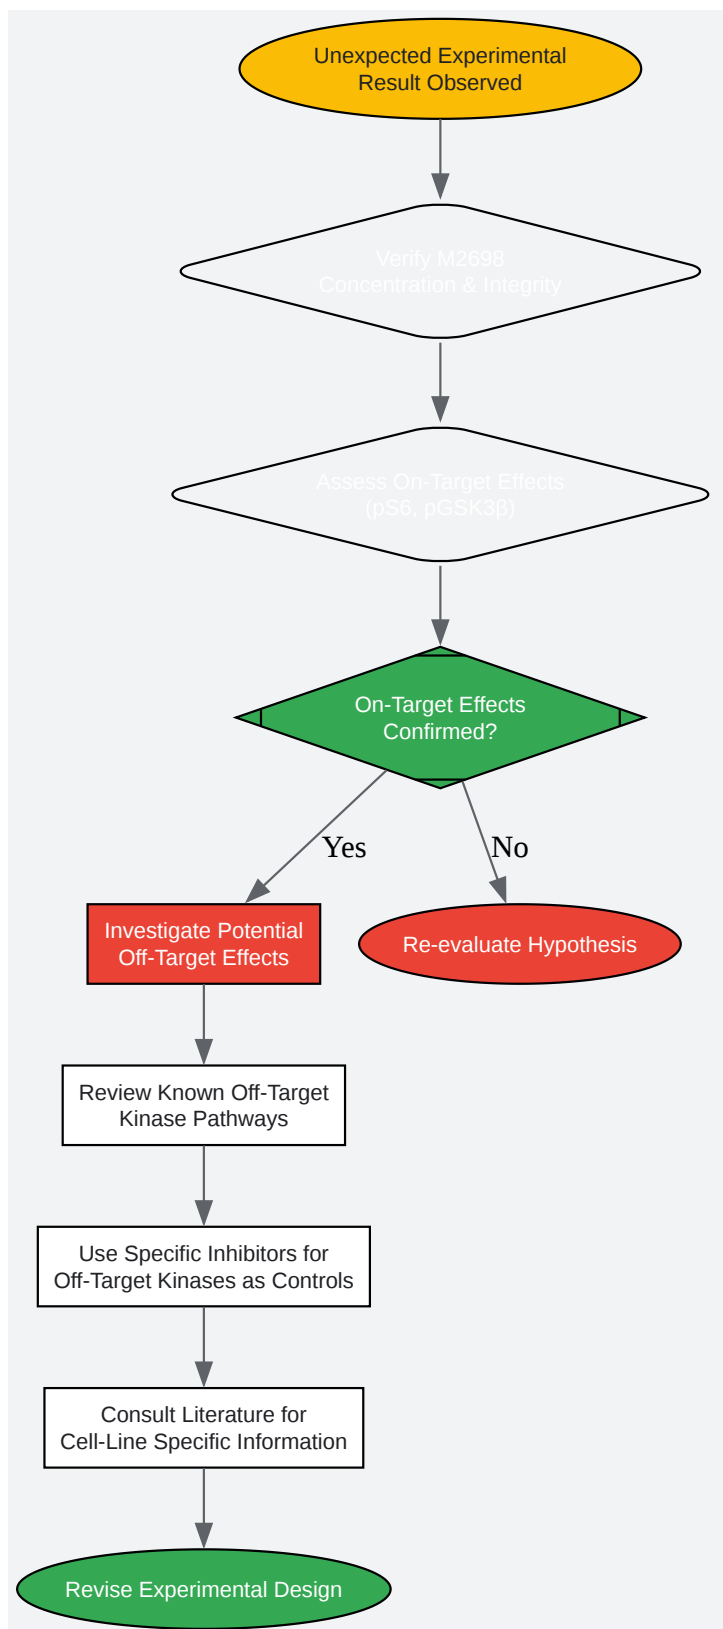 Unexpected Experimental
Result Observed
Verify M2698
Concentration & Integrity
Assess On-Target Effects
(pS6, pGSK3β)
On-Target Effects
Confirmed?
Yes
No
Investigate Potential
Off-Target Effects
Re-evaluate Hypothesis
Review Known Off-Target
Kinase Pathways
Use Specific Inhibitors for
Off-Target Kinases as Controls
Consult Literature for
Cell-Line Specific Information
Revise Experimental Design